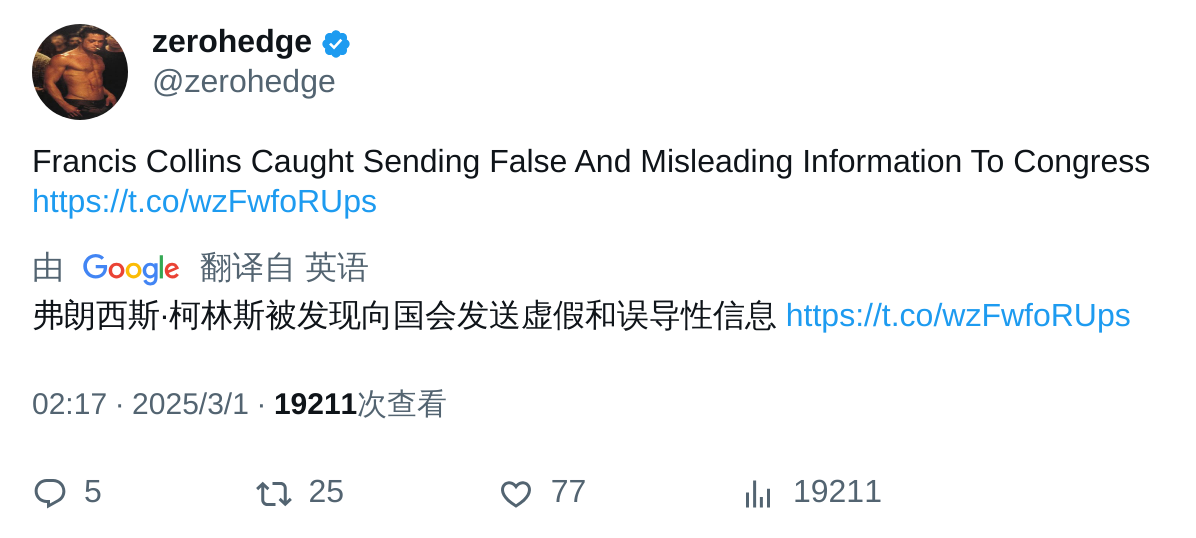 zerohedge
@zerohedge
Francis Collins Caught Sending False And Misleading Information To Congress
https://t.co/wzFwfoRUps
由 Google 翻译自 英语
弗朗西斯·柯林斯被发现向国会发送虚假和误导性信息 https://t.co/wzFwfoRUps
02:17 · 2025/3/1 · 19211次查看
5 25 77 19211